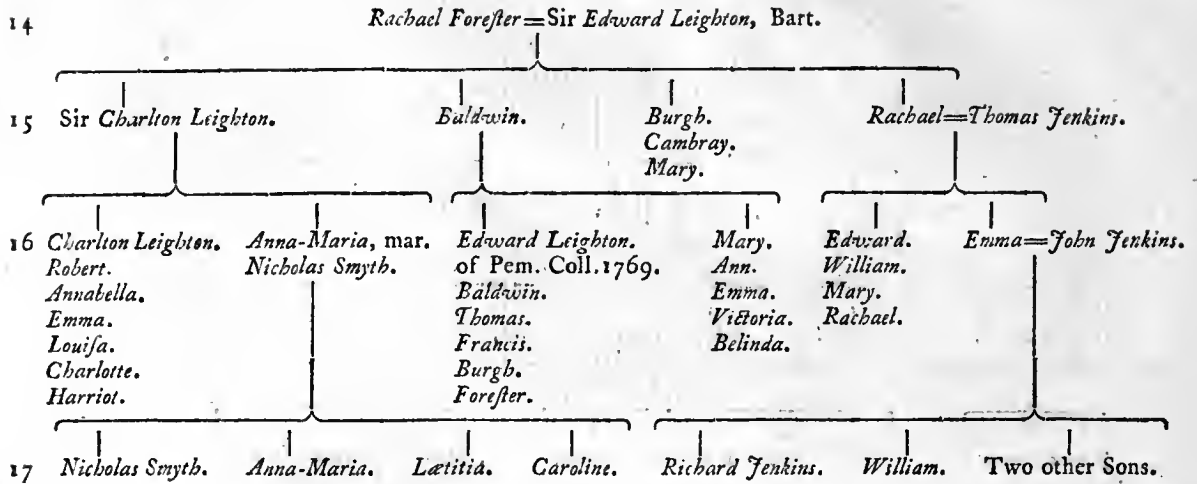 14 Rachael Foreſter=Sir Edward Leighton, Bart.
15 Sir Charlton Leighton. Baldwin. Burgh. Rachael=Thomas Jenkins.
Cambray.
Mary.
16 Charlton Leighton. Anna-Maria, mar. Edward Leighton. Mary. Edward. Emma=John Jenkins.
Robert. Nicholas Smyth. of Pem. Coll. 1769. Ann. William.
Annabella. Baldwin. Emma. Mary.
Emma. Thomas. Victoria. Rachael.
Louiſa. Francis. Belinda.
Charlotte. Burgh.
Harriot. Foreſter.
17 Nicholas Smyth. Anna-Maria. Lætitia. Caroline. Richard Jenkins. William. Two other Sons.